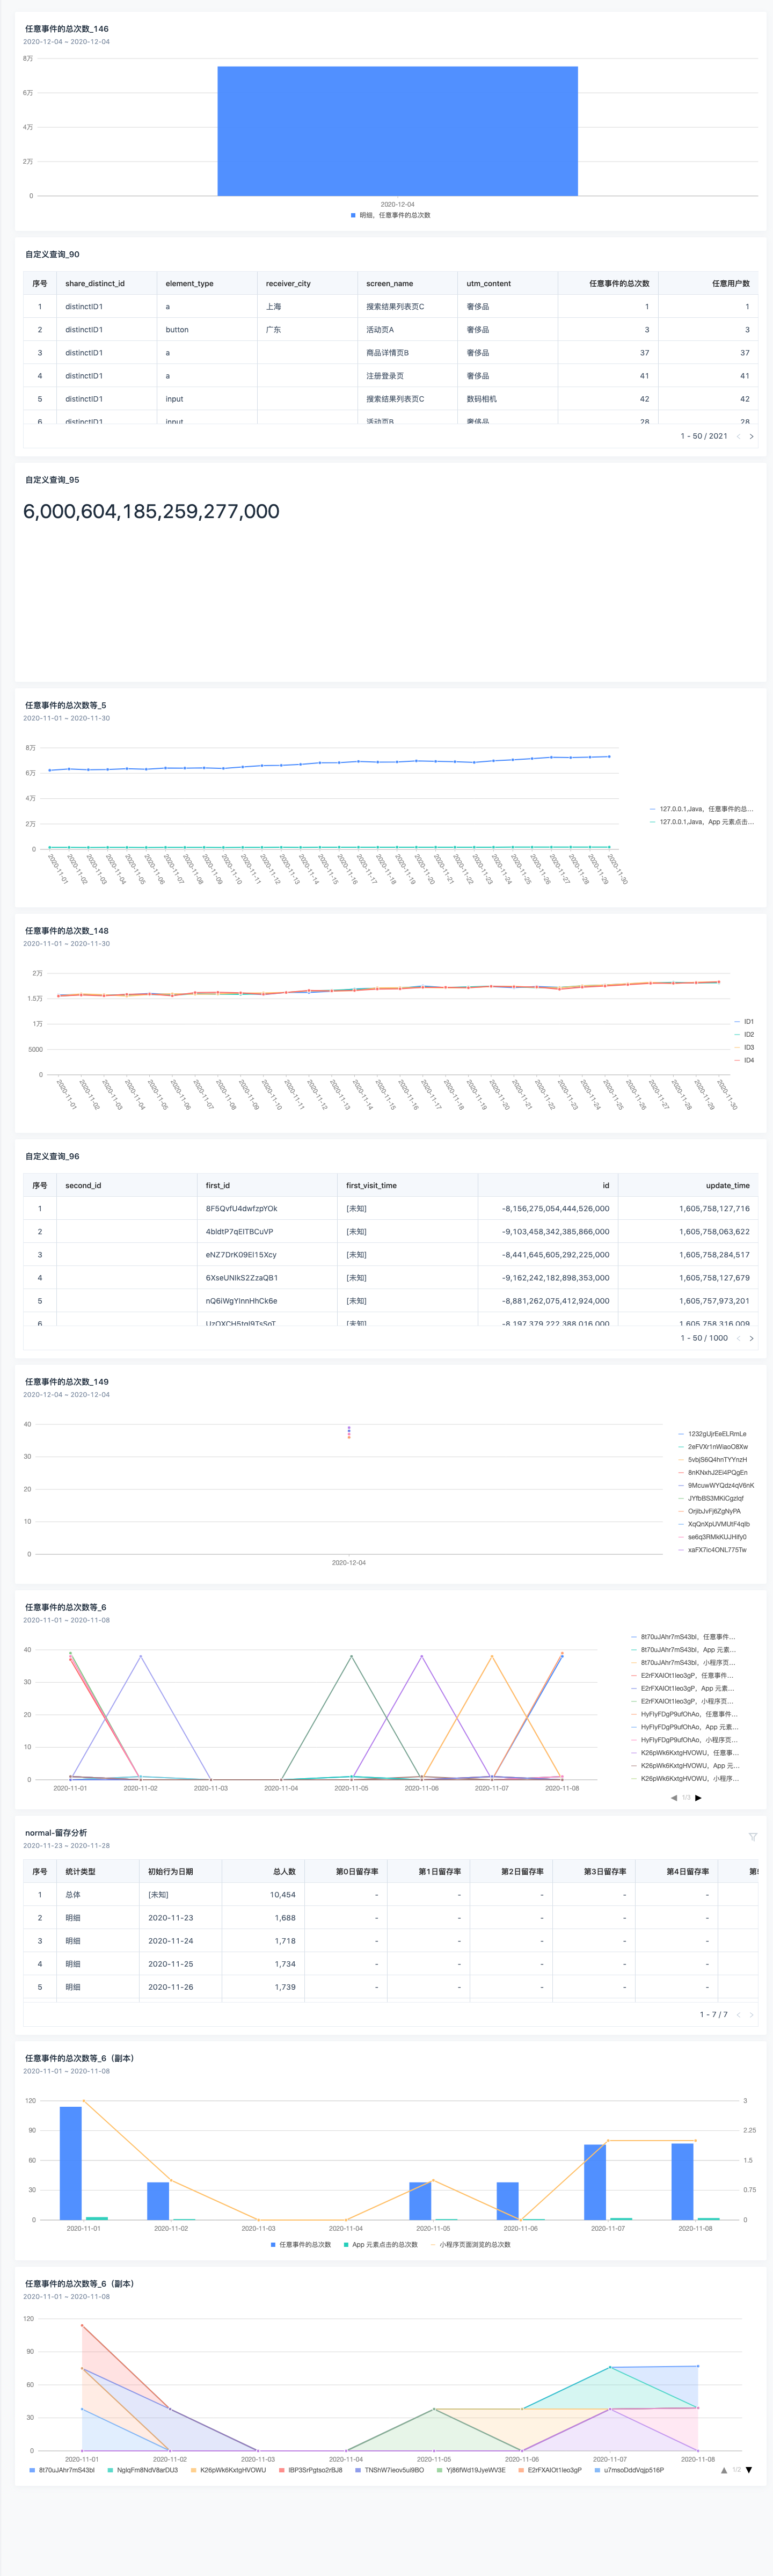 任意事件的总次数_146
2020-12-04 ~ 2020-12-04
8万
6万
4万
2万
0
2020-12-04
明细，任意事件的总次数
自定义查询_90
序号 share_distinct_id element_type receiver_city screen_name utm_content 任意事件的总次数 任意用户数
1 distinctID1 a 上海 搜索结果列表页C 奢侈品 1 1
2 distinctID1 button 广东 活动页A 奢侈品 3 3
3 distinctID1 a 商品详情页B 奢侈品 37 37
4 distinctID1 a 注册登录页 奢侈品 41 41
5 distinctID1 input 搜索结果列表页C 数码相机 42 42
6 distinctID1 input 活动页B 奢侈品 28 28
1 - 50 / 2021
自定义查询_95
6,000,604,185,259,277,000
任意事件的总次数等_5
2020-11-01 ~ 2020-11-30
8万
6万
4万
2万
0
2020-11-01 2020-11-02 2020-11-03 2020-11-04 2020-11-05 2020-11-06 2020-11-07 2020-11-08 2020-11-09 2020-11-10 2020-11-11 2020-11-12 2020-11-13 2020-11-14 2020-11-15 2020-11-16 2020-11-17 2020-11-18 2020-11-19 2020-11-20 2020-11-21 2020-11-22 2020-11-23 2020-11-24 2020-11-25 2020-11-26 2020-11-27 2020-11-28 2020-11-29 2020-11-30
127.0.0.1,Java，任意事件的总...
127.0.0.1,Java，App 元素点击...
任意事件的总次数_148
2020-11-01 ~ 2020-11-30
2万
1.5万
1万
5000
0
2020-11-01 2020-11-02 2020-11-03 2020-11-04 2020-11-05 2020-11-06 2020-11-07 2020-11-08 2020-11-09 2020-11-10 2020-11-11 2020-11-12 2020-11-13 2020-11-14 2020-11-15 2020-11-16 2020-11-17 2020-11-18 2020-11-19 2020-11-20 2020-11-21 2020-11-22 2020-11-23 2020-11-24 2020-11-25 2020-11-26 2020-11-27 2020-11-28 2020-11-29 2020-11-30
ID1
ID2
ID3
ID4
自定义查询_96
序号 second_id first_id first_visit_time id update_time
1 8F5QvfU4dwfzpYOk [未知] -8,156,275,054,444,526,000 1,605,758,127,716
2 4bldtP7qEITBCuVP [未知] -9,103,458,342,385,866,000 1,605,758,063,622
3 eNZ7DrK09El15Xcy [未知] -8,441,645,605,292,225,000 1,605,758,284,517
4 6XseUNIkS2ZzaQB1 [未知] -9,162,242,182,898,353,000 1,605,758,127,679
5 nQ6iWgYInnHhCk6e [未知] -8,881,262,075,412,924,000 1,605,757,973,201
6 [未知] -8,197,379,222,388,016,000 1,605,758,316,009
1 - 50 / 1000
任意事件的总次数_149
2020-12-04 ~ 2020-12-04
40
30
20
10
0
2020-12-04
1232gUjrEeELRmLe
2eFVXr1nWiaoO8Xw
5vbjS6Q4hnTYYnzH
8nKNxhJ2Ei4PQgEn
9McuwWYQdz4qV6nK
JYfbBS3MKiCgzlqf
OrjibJvFj6ZgNyPA
XqQnXpUVMUtF4qIb
se6q3RMkKUJHify0
xaFX7ic4ONL775Tw
任意事件的总次数等_6
2020-11-01 ~ 2020-11-08
40
30
20
10
0
2020-11-01 2020-11-02 2020-11-03 2020-11-04 2020-11-05 2020-11-06 2020-11-07 2020-11-08
8t70uJAhr7mS43bI，任意事件...
8t70uJAhr7mS43bI，App 元素...
8t70uJAhr7mS43bI，小程序页...
E2rFXAIOt1Ieo3gP，任意事件...
E2rFXAIOt1Ieo3gP，App 元素...
E2rFXAIOt1Ieo3gP，小程序页...
HyFIyFDgP9ufOhAo，任意事件...
HyFIyFDgP9ufOhAo，App 元素...
HyFIyFDgP9ufOhAo，小程序页...
K26pWk6KxtgHVOWU，任意事...
K26pWk6KxtgHVOWU，App 元...
K26pWk6KxtgHVOWU，小程序...
1/3
normal-留存分析
2020-11-23 ~ 2020-11-28
序号 统计类型 初始行为日期 总人数 第0日留存率 第1日留存率 第2日留存率 第3日留存率 第4日留存率 第5
1 总体 [未知] 10,454 - - - - -
2 明细 2020-11-23 1,688 - - - - -
3 明细 2020-11-24 1,718 - - - - -
4 明细 2020-11-25 1,734 - - - - -
5 明细 2020-11-26 1,739 - - - - -
1 - 7 / 7
任意事件的总次数等_6（副本）
2020-11-01 ~ 2020-11-08
120 3
90 2.25
60 1.5
30 0.75
0 0
2020-11-01 2020-11-02 2020-11-03 2020-11-04 2020-11-05 2020-11-06 2020-11-07 2020-11-08
任意事件的总次数 App 元素点击的总次数 小程序页面浏览的总次数
任意事件的总次数等_6（副本）
2020-11-01 ~ 2020-11-08
120
90
60
30
0
2020-11-01 2020-11-02 2020-11-03 2020-11-04 2020-11-05 2020-11-06 2020-11-07 2020-11-08
8t70uJAhr7mS43bI NglqFm8NdV8arDU3 K26pWk6KxtgHVOWU lBP3SrPgtso2rBJ8 TNShW7Ieov5ui9BO Yj86fWd19JyeWV3E E2rFXAIOt1Ieo3gP u7msoDddVqjp516P
1/2